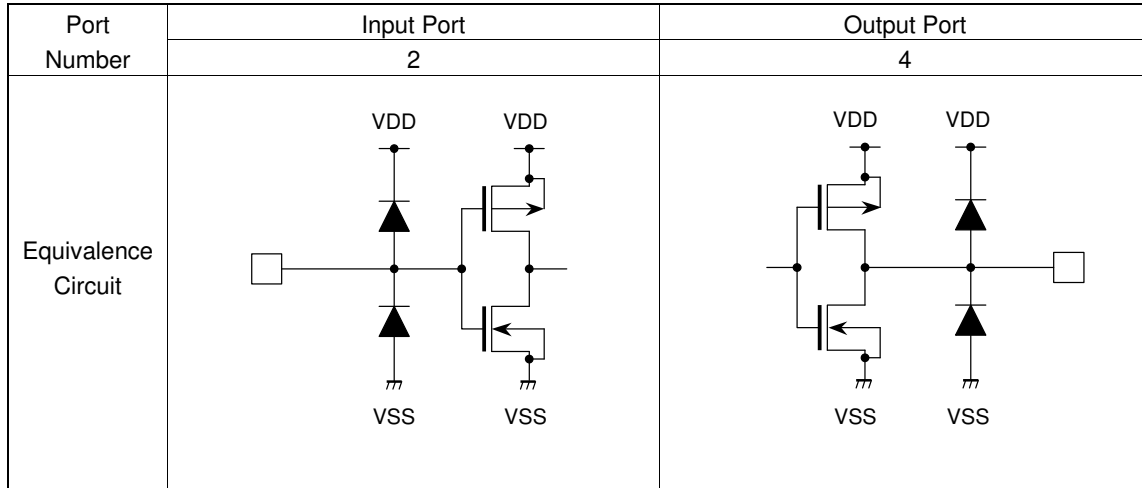 Port
Number
Input Port
Output Port
2
4
Equivalence
Circuit
VDD
VDD
VSS
VSS
VDD
VDD
VSS
VSS